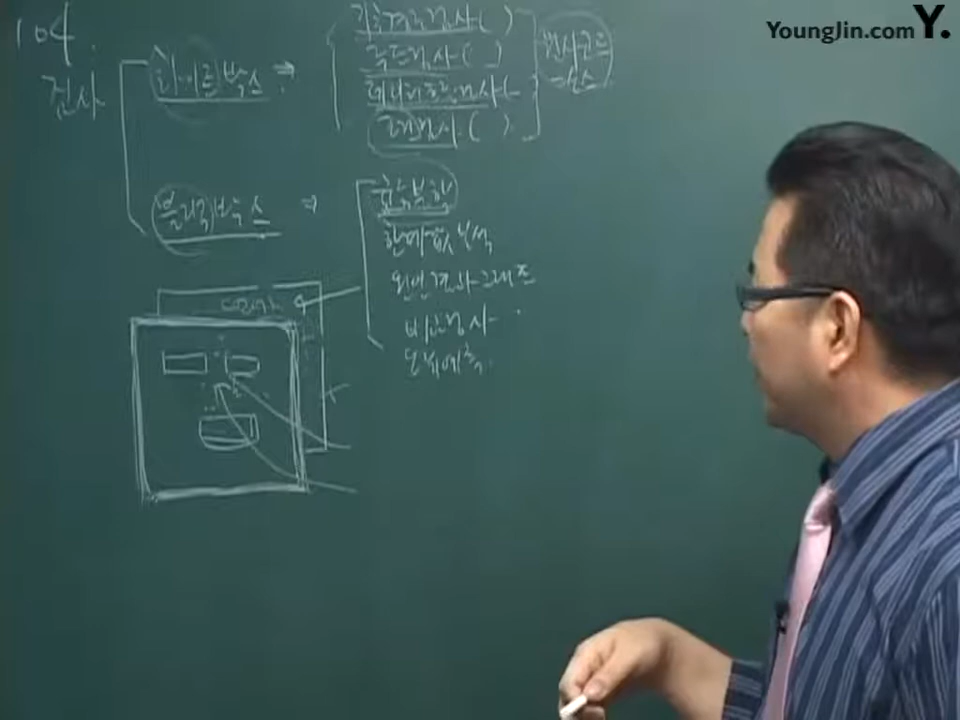 YoungJin.com Y.
104.
검사
화이트박스 ⇒
기초경로검사( )
루프검사( )
데이터흐름검사(
조건검사( )
블랙박스 ⇒
동치분할
한계값분석
원인결과그래프
비교검사
오류예측